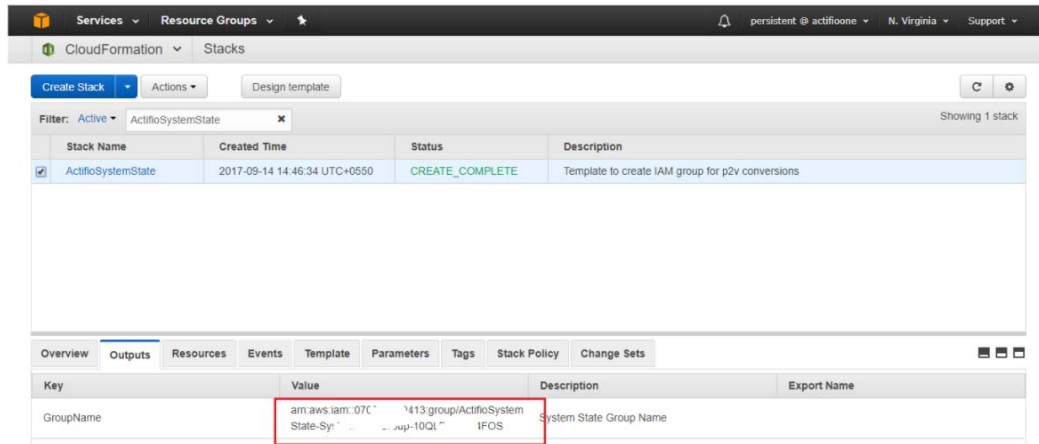 Services Resource Groups persistent @ actifioone N. Virginia Support
CloudFormation Stacks
Create Stack Actions Design template
Filter: Active ActifioSystemState Showing 1 stack
Stack Name Created Time Status Description
ActifioSystemState 2017-09-14 14:46:34 UTC+0550 CREATE_COMPLETE Template to create IAM group for p2v conversions
Overview Outputs Resources Events Template Parameters Tags Stack Policy Change Sets
Key Value Description Export Name
GroupName System State Group Name